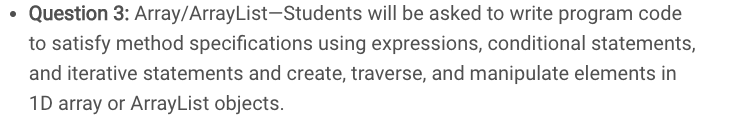 • Question 3: Array/ArrayList—Students will be asked to write program code
to satisfy method specifications using expressions, conditional statements,
and iterative statements and create, traverse, and manipulate elements in
1D array or ArrayList objects.